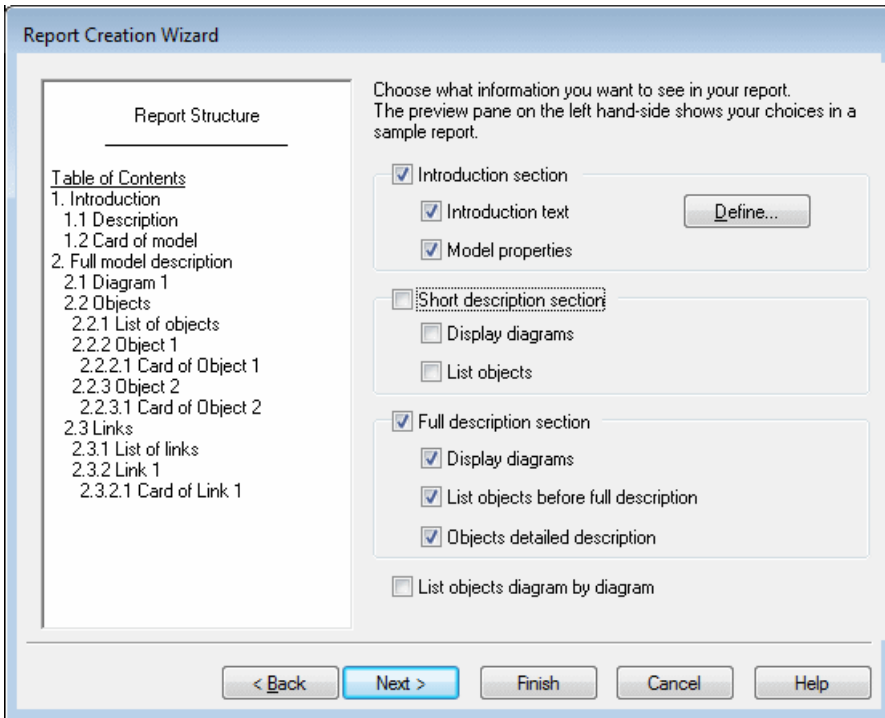 Report Creation Wizard
Report Structure
Table of Contents
1. Introduction
1.1 Description
1.2 Card of model
2. Full model description
2.1 Diagram 1
2.2 Objects
2.2.1 List of objects
2.2.2 Object 1
2.2.2.1 Card of Object 1
2.2.3 Object 2
2.2.3.1 Card of Object 2
2.3 Links
2.3.1 List of links
2.3.2 Link 1
2.3.2.1 Card of Link 1
Choose what information you want to see in your report.
The preview pane on the left hand-side shows your choices in a
sample report.
Introduction section
Introduction text
Define...
Model properties
Short description section
Display diagrams
List objects
Full description section
Display diagrams
List objects before full description
Objects detailed description
List objects diagram by diagram
< Back
Next >
Finish
Cancel
Help